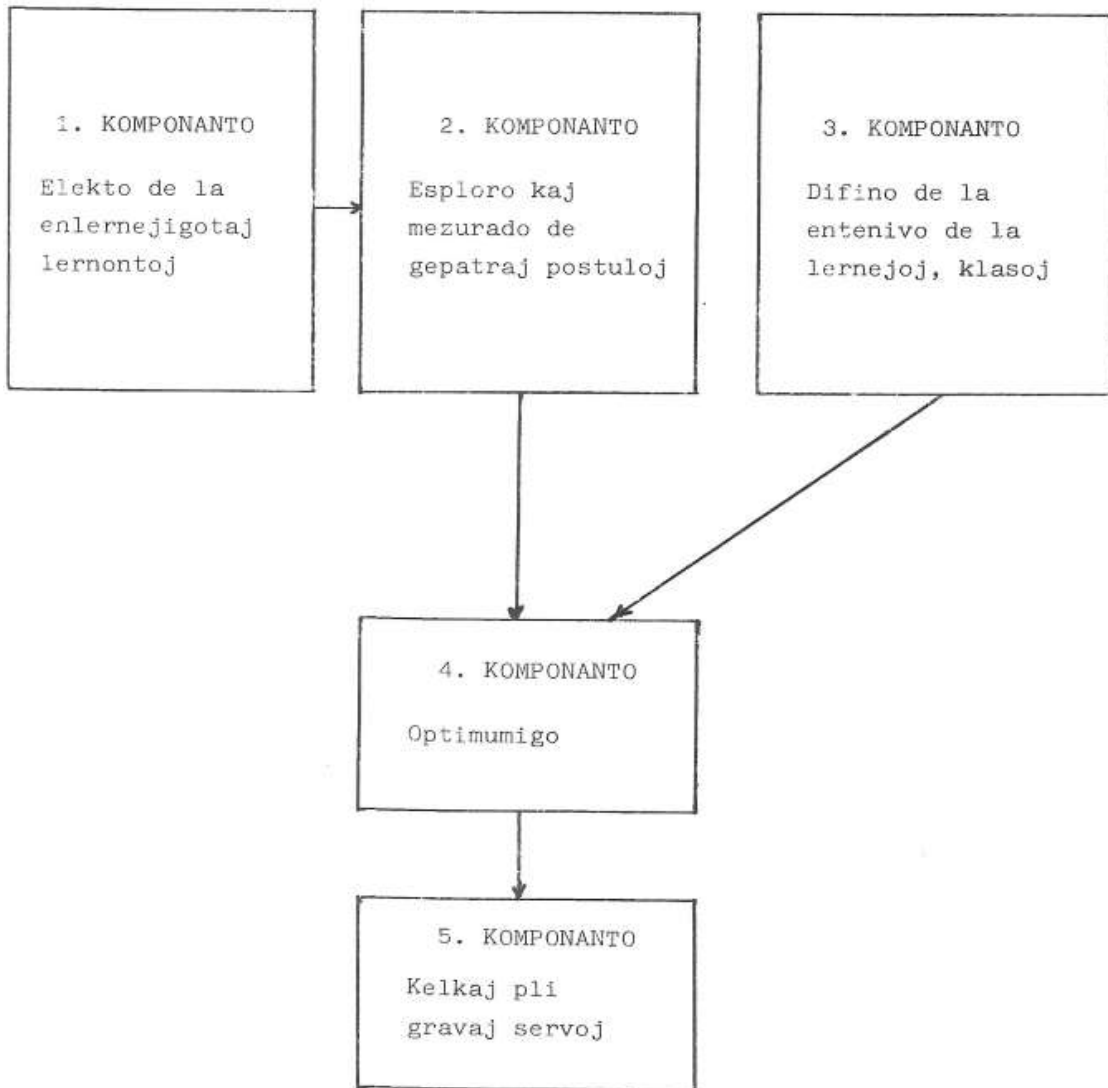 1. KOMPONANTO
Elekto de la
enlernejigotaj
lernontoj
2. KOMPONANTO
Esploro kaj
mezurado de
gepatraj postuloj
3. KOMPONANTO
Difino de la
entenivo de la
lernejoj, klasoj
4. KOMPONANTO
Optimumigo
5. KOMPONANTO
Kelkaj pli
gravaj servoj